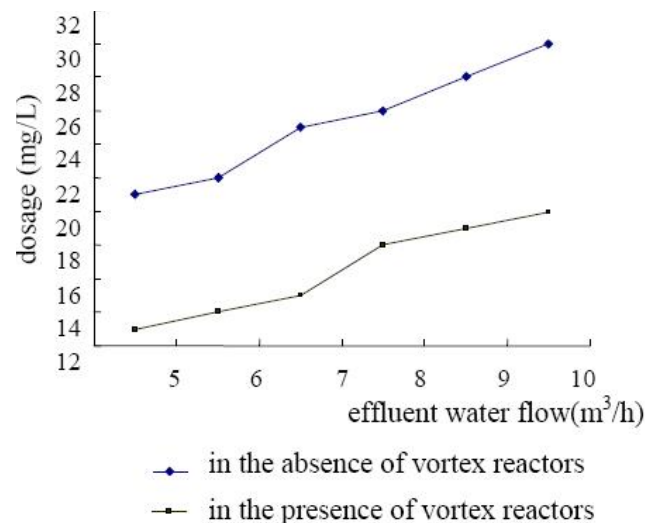 32
30
28
26
24
22
20
18
16
14
12
dosage (mg/L)
5 6 7 8 9 10
effluent water flow(m³/h)
in the absence of vortex reactors
in the presence of vortex reactors